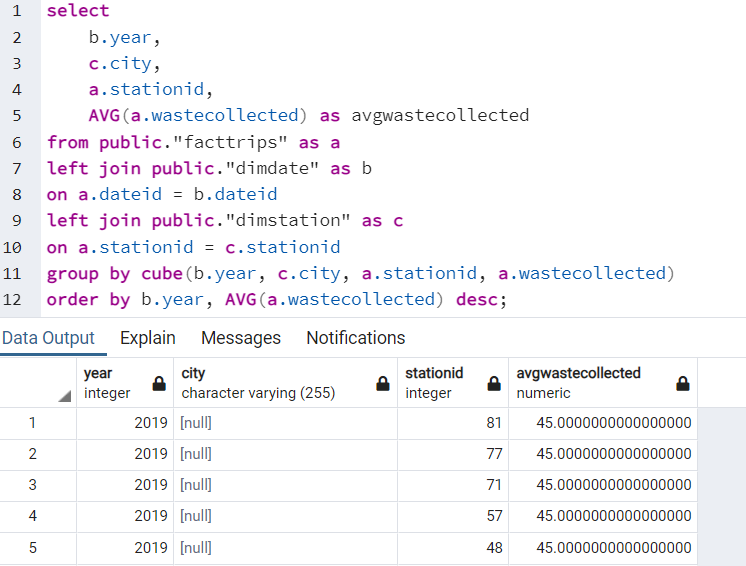 1 select
2 b.year,
3 c.city,
4 a.stationid,
5 AVG(a.wastecollected) as avgwastecollected
6 from public."facttrips" as a
7 left join public."dimdate" as b
8 on a.dateid = b.dateid
9 left join public."dimstation" as c
10 on a.stationid = c.stationid
11 group by cube(b.year, c.city, a.stationid, a.wastecollected)
12 order by b.year, AVG(a.wastecollected) desc;
Data Output Explain Messages Notifications
year city stationid avgwastecollected
integer character varying (255) integer numeric
1 2019 [null] 81 45.0000000000000000
2 2019 [null] 77 45.0000000000000000
3 2019 [null] 71 45.0000000000000000
4 2019 [null] 57 45.0000000000000000
5 2019 [null] 48 45.0000000000000000